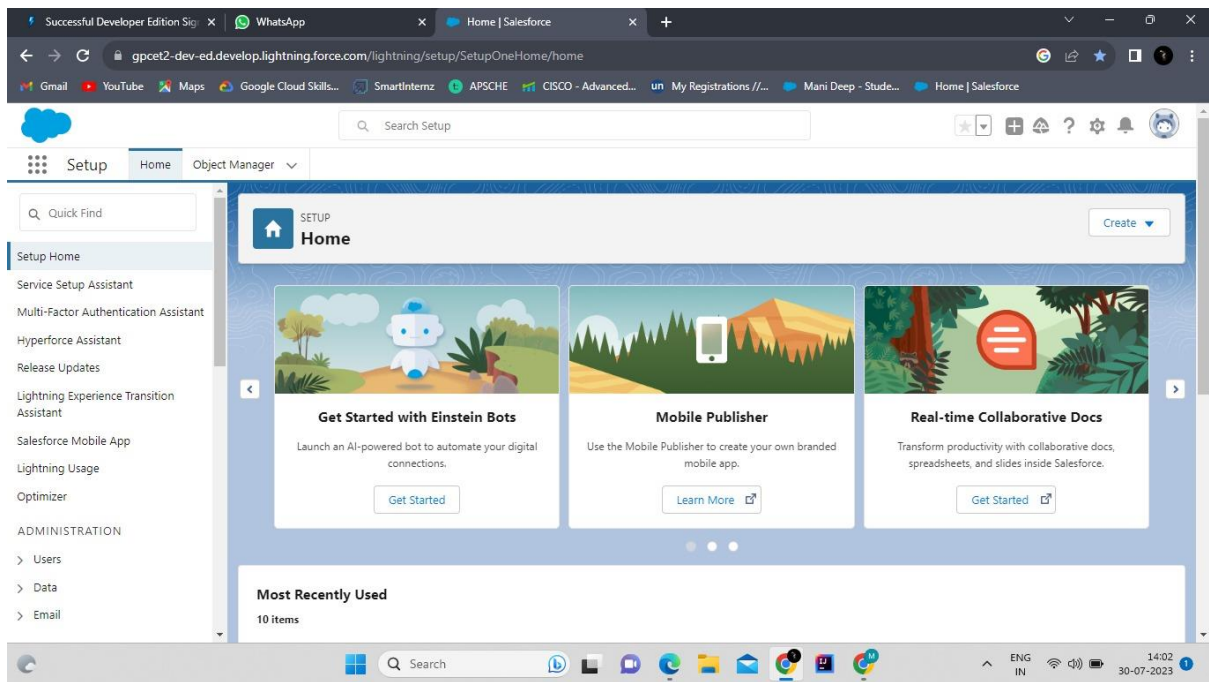 Successful Developer Edition Sig
WhatsApp
Home | Salesforce
gpcet2-dev-ed.develop.lightning.force.com/lightning/setup/SetupOneHome/home
Gmail YouTube Maps Google Cloud Skills... SmartInternz APSCHE CISCO - Advanced... un My Registrations //... Mani Deep - Stude... Home | Salesforce
Search Setup
Setup Home Object Manager
Quick Find
Setup Home
Service Setup Assistant
Multi-Factor Authentication Assistant
Hyperforce Assistant
Release Updates
Lightning Experience Transition
Assistant
Salesforce Mobile App
Lightning Usage
Optimizer
ADMINISTRATION
Users
Data
Email
SETUP
Home
Create
Get Started with Einstein Bots
Launch an AI-powered bot to automate your digital
connections.
Get Started
Mobile Publisher
Use the Mobile Publisher to create your own branded
mobile app.
Learn More
Real-time Collaborative Docs
Transform productivity with collaborative docs,
spreadsheets, and slides inside Salesforce.
Get Started
Most Recently Used
10 items
Search
ENG
IN
14:02
30-07-2023
1